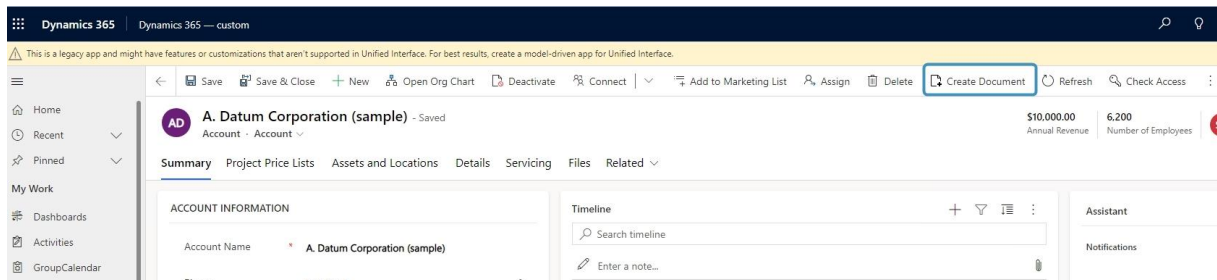 Dynamics 365 Dynamics 365 — custom
This is a legacy app and might have features or customizations that aren't supported in Unified Interface. For best results, create a model-driven app for Unified Interface.
Save Save & Close New Open Org Chart Deactivate Connect Add to Marketing List Assign Delete Create Document Refresh Check Access
Home
Recent
Pinned
My Work
Dashboards
Activities
GroupCalendar
AD
A. Datum Corporation (sample) - Saved
Account · Account
$10,000.00
Annual Revenue
6,200
Number of Employees
Summary Project Price Lists Assets and Locations Details Servicing Files Related
ACCOUNT INFORMATION
Account Name * A. Datum Corporation (sample)
Timeline
Search timeline
Enter a note...
Assistant
Notifications